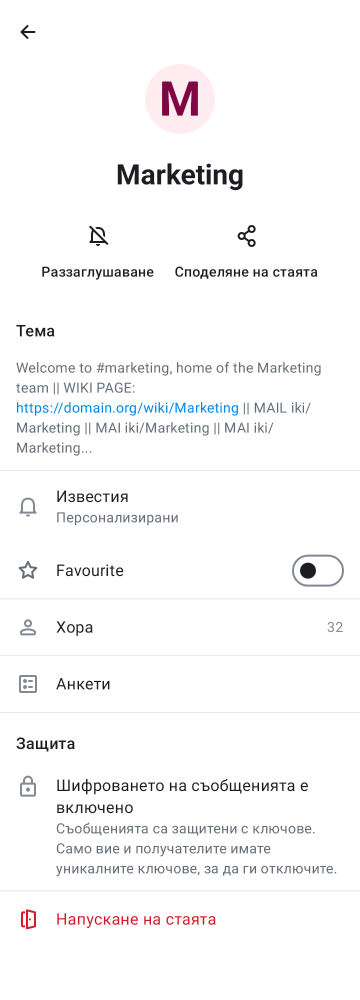 M
Marketing
Раззаглушаване Споделяне на стаята
Тема
Welcome to #marketing, home of the Marketing
team || WIKI PAGE:
https://domain.org/wiki/Marketing || MAIL iki/
Marketing || MAI iki/Marketing || MAI iki/
Marketing...
Известия
Персонализирани
Favourite
Хора 32
Анкети
Защита
Шифроването на съобщенията е
включено
Съобщенията са защитени с ключове.
Само вие и получателите имате
уникалните ключове, за да ги отключите.
Напускане на стаята